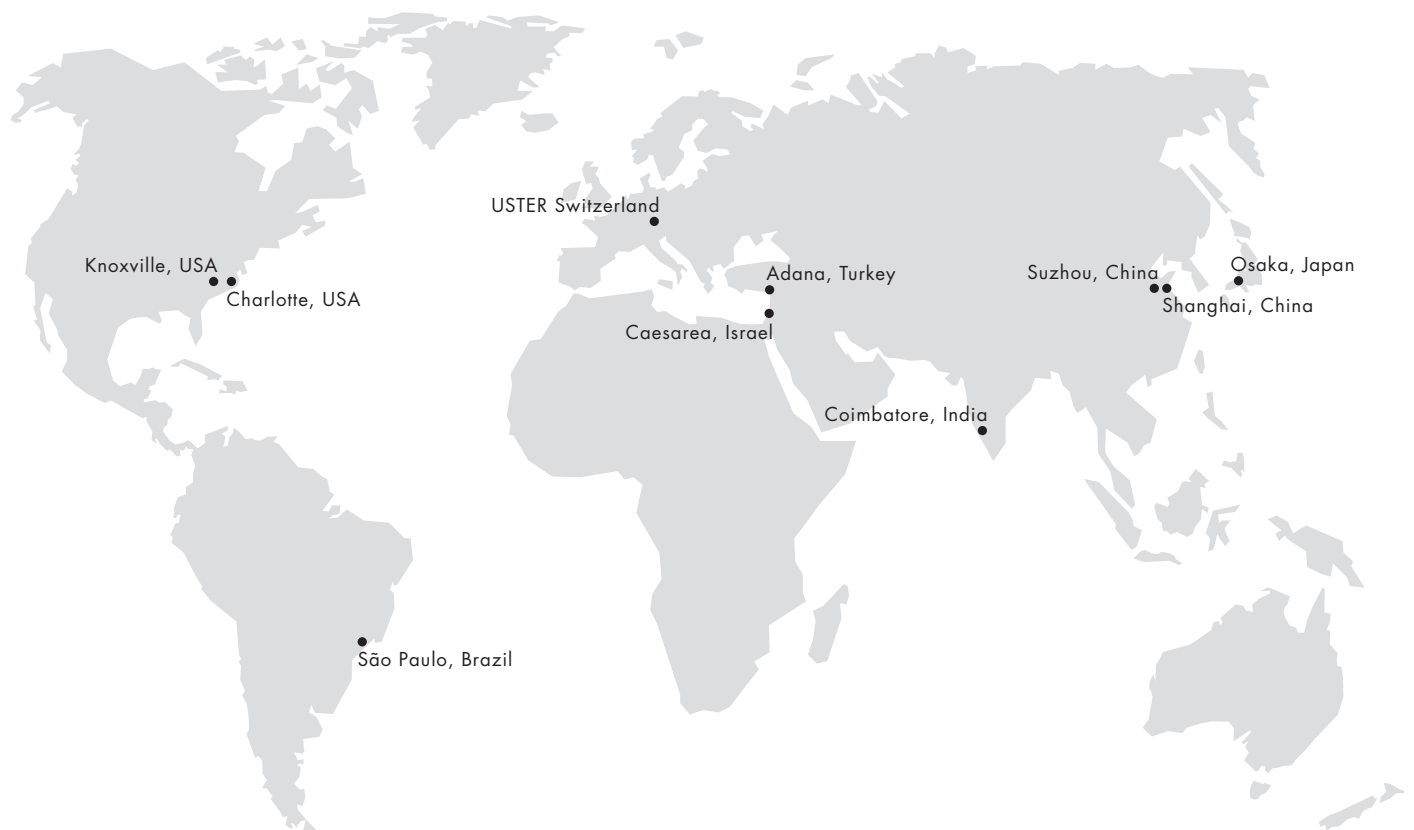 USTER Switzerland
Knoxville, USA
Charlotte, USA
Adana, Turkey
Suzhou, China
Osaka, Japan
Shanghai, China
Caesarea, Israel
Coimbatore, India
São Paulo, Brazil